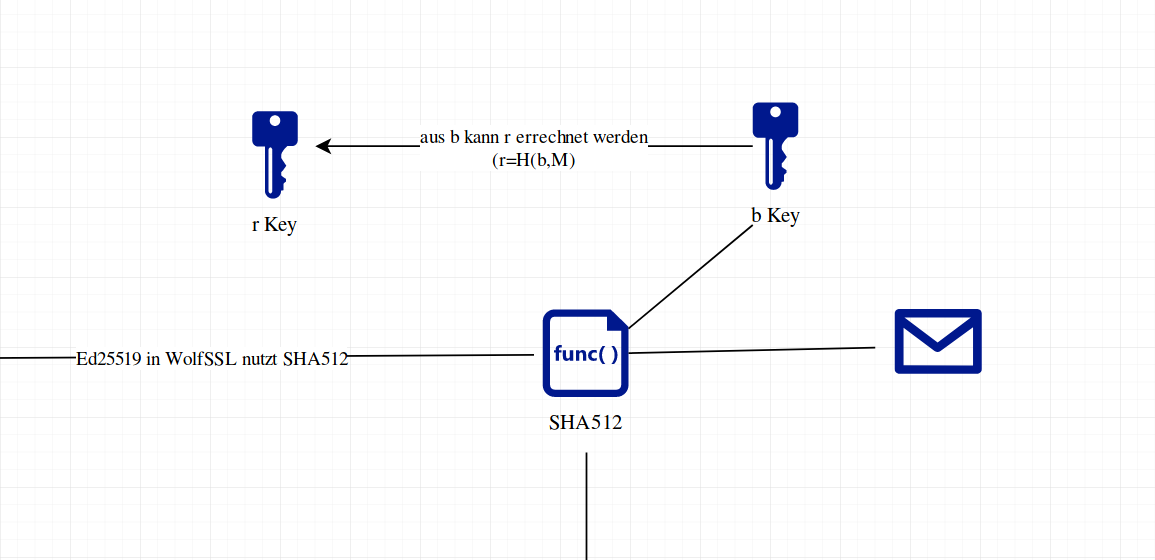 aus b kann r errechnet werden
(r=H(b,M)
r Key
b Key
Ed25519 in WolfSSL nutzt SHA512
func( )
SHA512